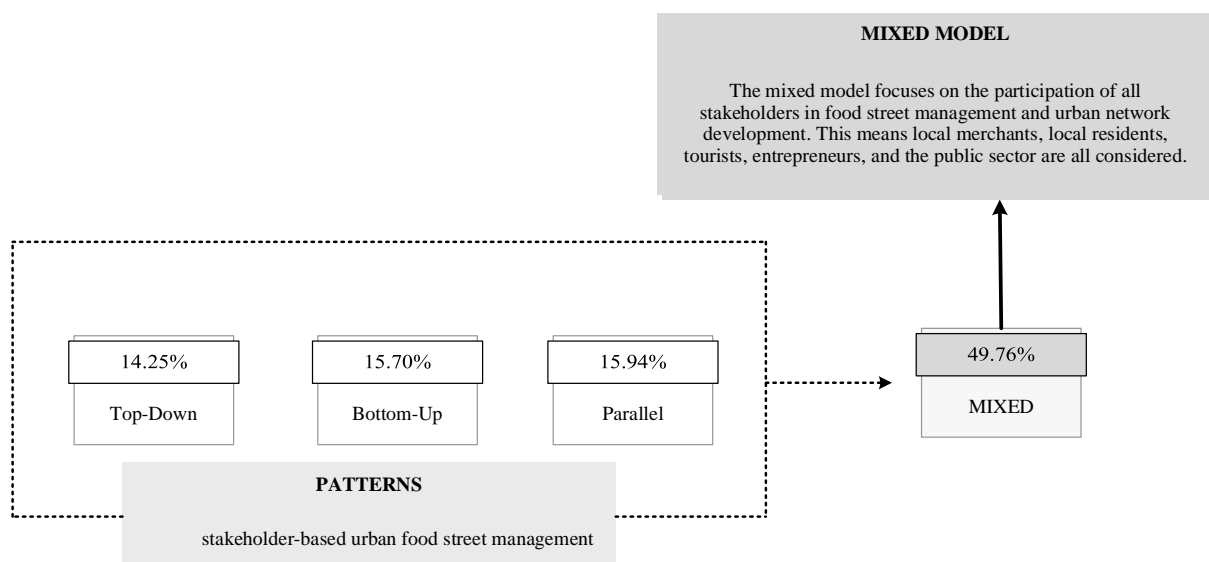 MIXED MODEL
The mixed model focuses on the participation of all
stakeholders in food street management and urban network
development. This means local merchants, local residents,
tourists, entrepreneurs, and the public sector are all considered.
14.25%
Top-Down
15.70%
Bottom-Up
15.94%
Parallel
49.76%
MIXED
PATTERNS
stakeholder-based urban food street management